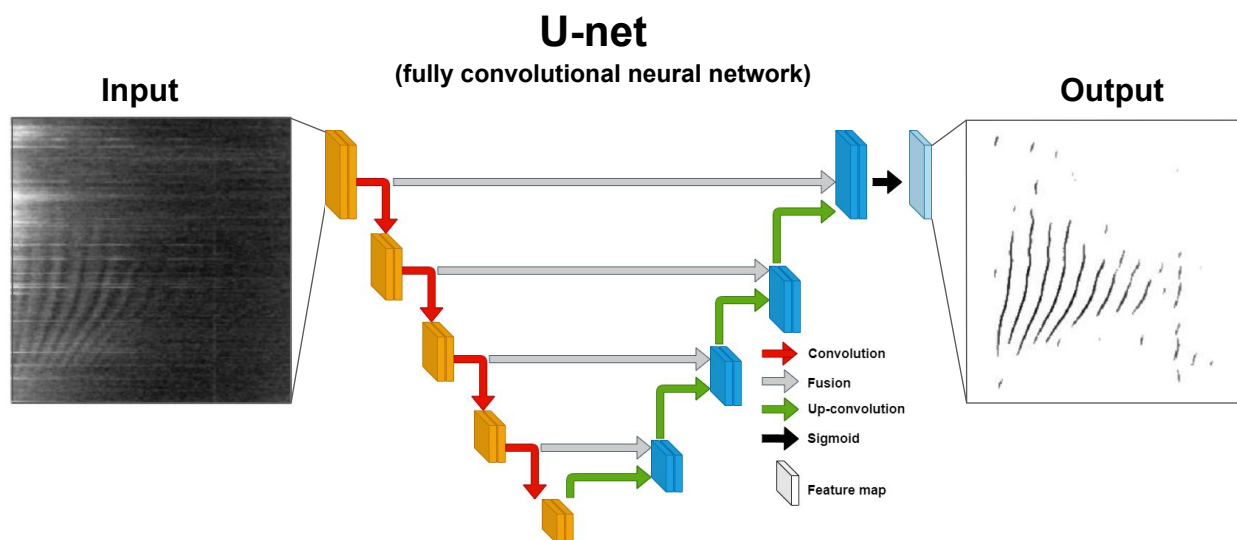 U-net
(fully convolutional neural network)
Input
Output
Convolution
Fusion
Up-convolution
Sigmoid
Feature map